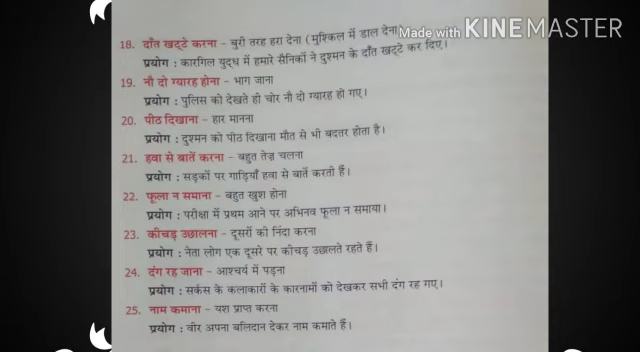 Made with KINEMASTER
18. दाँत खट्टे करना – बुरी तरह हरा देना (मुश्किल में डाल देना
प्रयोग : कारगिल युद्ध में हमारे सैनिकों ने दुश्मन के दाँत खट्टे कर दिए।
19. नौ दो ग्यारह होना – भाग जाना
प्रयोग : पुलिस को देखते ही चोर नौ दो ग्यारह हो गए।
20. पीठ दिखाना – हार मानना
प्रयोग : दुश्मन को पीठ दिखाना मौत से भी बदतर होता है।
21. हवा से बातें करना – बहुत तेज़ चलना
प्रयोग : सड़कों पर गाड़ियाँ हवा से बातें करती हैं।
22. फूला न समाना – बहुत खुश होना
प्रयोग : परीक्षा में प्रथम आने पर अभिनव फूला न समाया।
23. कीचड़ उछालना – दूसरों की निंदा करना
प्रयोग : नेता लोग एक दूसरे पर कीचड़ उछालते रहते हैं।
24. दंग रह जाना – आश्चर्य में पड़ना
प्रयोग : सर्कस के कलाकारों के कारनामों को देखकर सभी दंग रह गए।
25. नाम कमाना – यश प्राप्त करना
प्रयोग : वीर अपना बलिदान देकर नाम कमाते हैं।